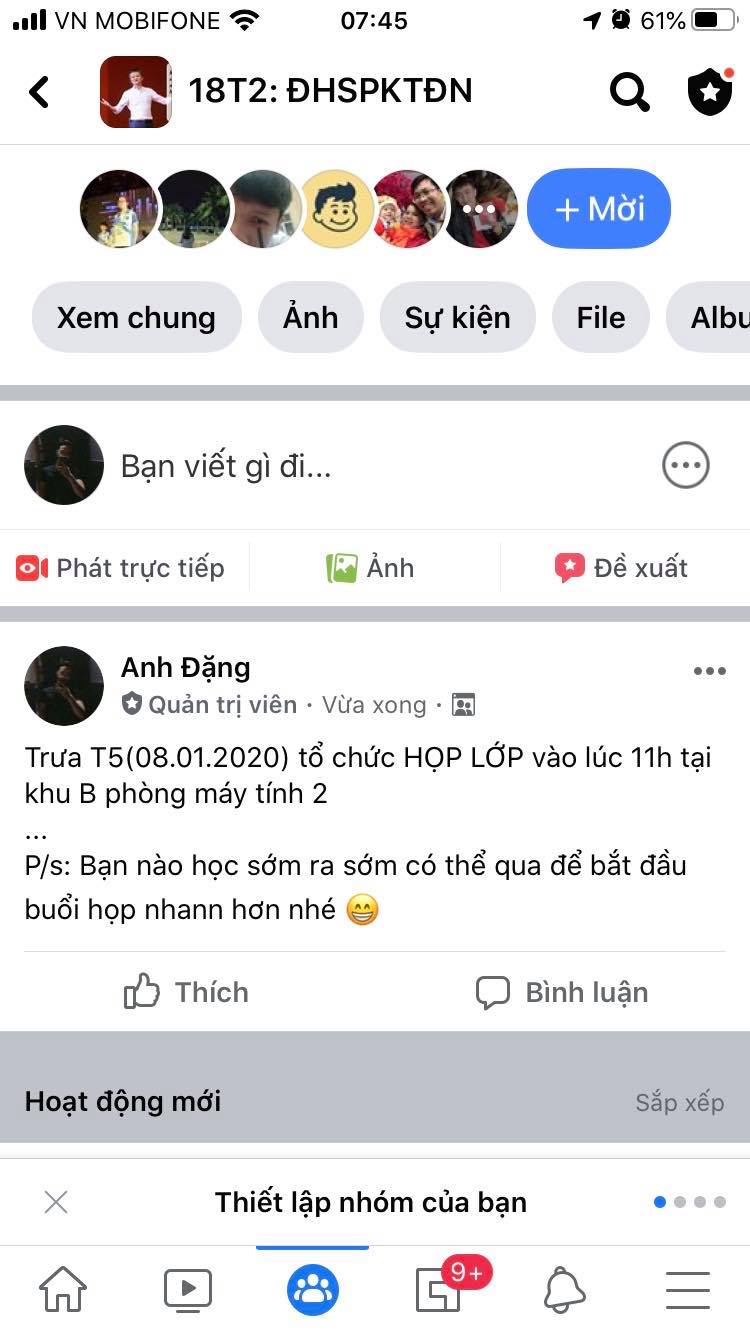 VN MOBIFONE 07:45 61%
18T2: ĐHSPKTĐN
+ Mời
Xem chung Ảnh Sự kiện File Albu
Bạn viết gì đi...
Phát trực tiếp Ảnh Đề xuất
Anh Đặng
Quản trị viên · Vừa xong ·
Trưa T5(08.01.2020) tổ chức HỌP LỚP vào lúc 11h tại
khu B phòng máy tính 2
...
P/s: Bạn nào học sớm ra sớm có thể qua để bắt đầu
buổi họp nhann hơn nhé 😁
Thích Bình luận
Hoạt động mới Sắp xếp
Thiết lập nhóm của bạn
9+